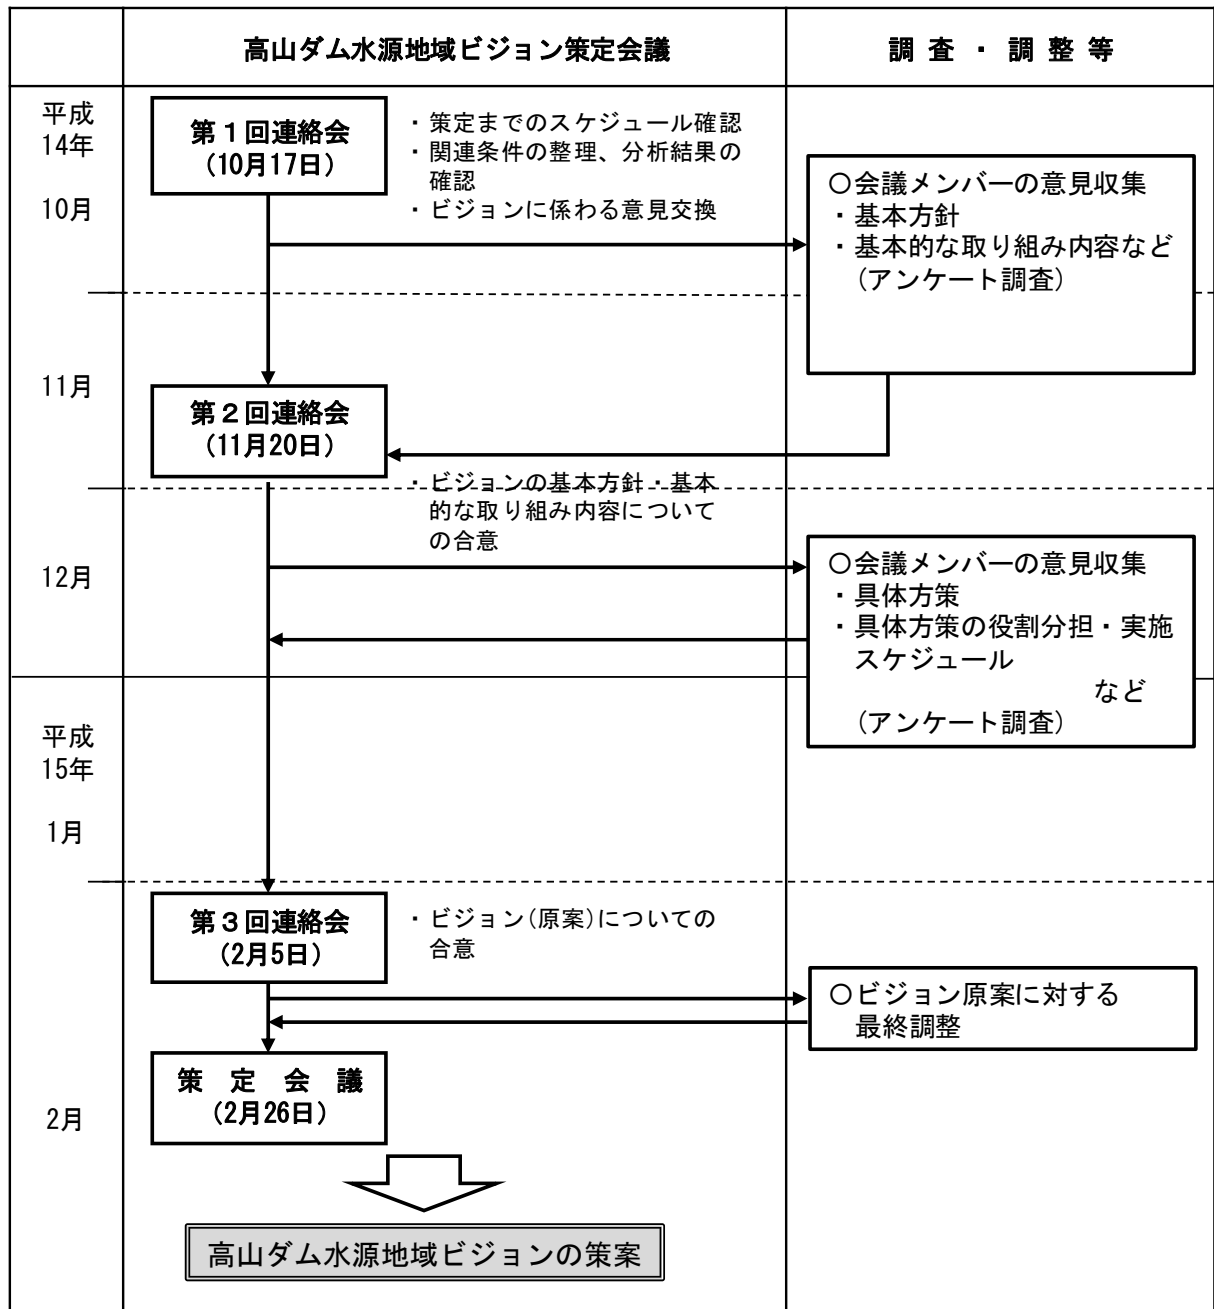 高山ダム水源地域ビジョン策定会議
調査・調整等
平成
14年
10月
第１回連絡会
(10月17日)
・策定までのスケジュール確認
・関連条件の整理、分析結果の
確認
・ビジョンに係わる意見交換
〇会議メンバーの意見収集
・基本方針
・基本的な取り組み内容など
(アンケート調査)
11月
第２回連絡会
(11月20日)
・ビジョンの基本方針・基本
的な取り組み内容について
の合意
12月
〇会議メンバーの意見収集
・具体方策
・具体方策の役割分担・実施
スケジュール
など
(アンケート調査)
平成
15年
1月
第３回連絡会
(2月5日)
・ビジョン(原案)についての
合意
〇ビジョン原案に対する
最終調整
2月
策定会議
(2月26日)
高山ダム水源地域ビジョンの策案